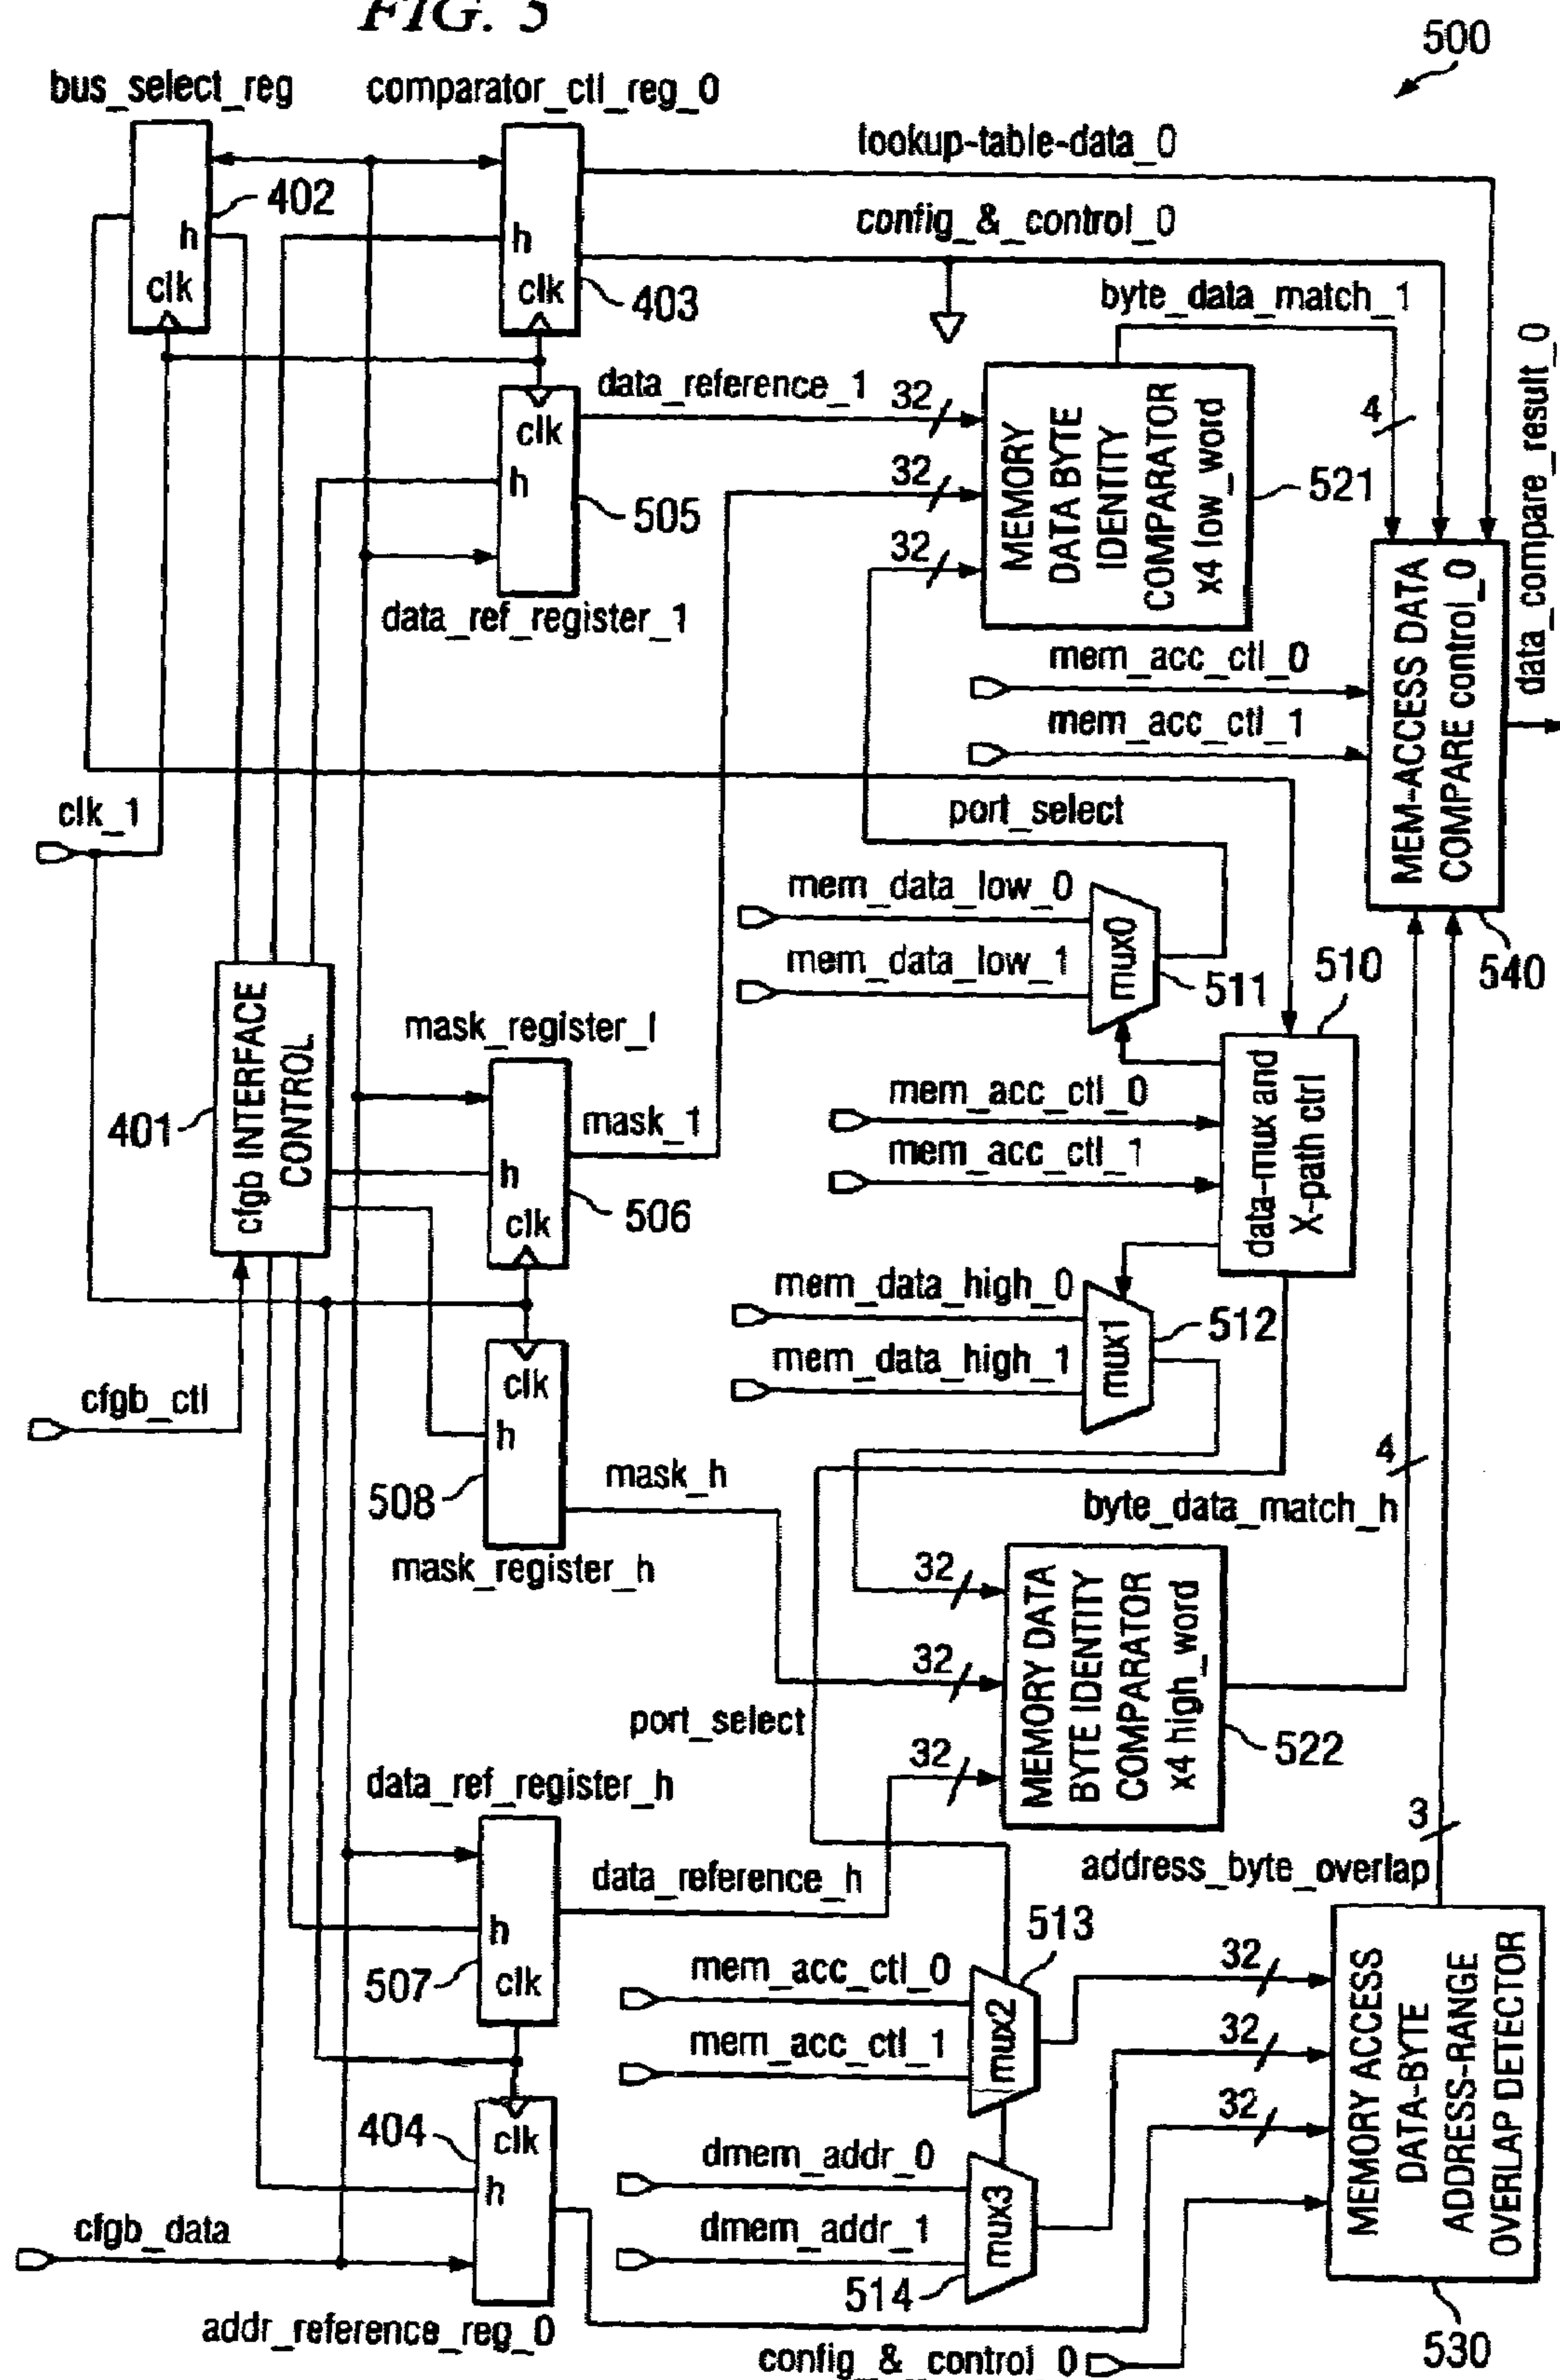 FIG. 5
500
bus_select_reg
comparator_ctl_reg_0
lookup-table-data_0
402
h
clk
h
clk
403
config_&_control_0
byte_data_match_1
data_reference_1
32
clk
h
505
data_ref_register_1
32
32
MEMORY
DATA BYTE
IDENTITY
COMPARATOR
x4 low_word
521
4
data_compare_result_0
mem_acc_ctl_0
mem_acc_ctl_1
MEM-ACCESS DATA
COMPARE control_0
540
clk_1
port_select
mem_data_low_0
mem_data_low_1
mux0
511
510
cfgb INTERFACE
CONTROL
401
mask_register_l
mask_1
h
clk
506
mem_acc_ctl_0
mem_acc_ctl_1
data-mux and
X-path ctrl
mem_data_high_0
mem_data_high_1
mux1
512
cfgb_ctl
clk
h
508
mask_h
mask_register_h
4
byte_data_match_h
32
32
32
MEMORY DATA
BYTE IDENTITY
COMPARATOR
x4 high_word
522
port_select
data_ref_register_h
data_reference_h
h
507
clk
3
address_byte_overlap
513
mem_acc_ctl_0
mem_acc_ctl_1
mux2
32
32
32
MEMORY ACCESS
DATA-BYTE
ADDRESS-RANGE
OVERLAP DETECTOR
404
clk
h
dmem_addr_0
dmem_addr_1
mux3
514
cfgb_data
addr_reference_reg_0
config_&_control_0
530